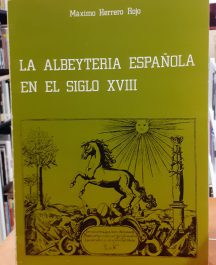 Máximo Herrero Rojo
LA ALBEYTERIA ESPAÑOLA
EN EL SIGLO XVIII